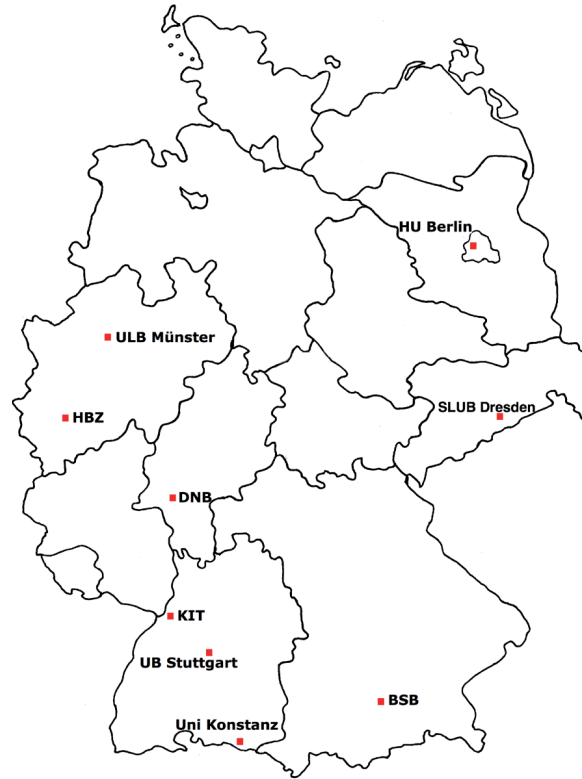 HU Berlin
ULB Münster
SLUB Dresden
HBZ
DNB
KIT
UB Stuttgart
BSB
Uni Konstanz